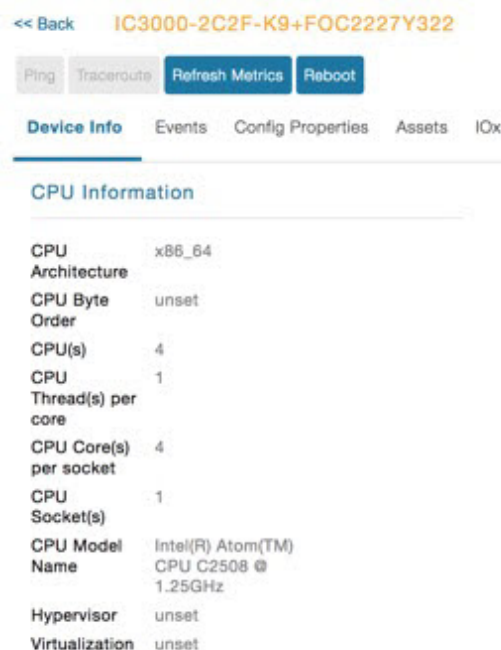 << Back IC3000-2C2F-K9+FOC2227Y322
Ping Traceroute Refresh Metrics Reboot
Device Info Events Config Properties Assets IOx
CPU Information
CPU Architecture x86_64
CPU Byte Order unset
CPU(s) 4
CPU Thread(s) per core 1
CPU Core(s) per socket 4
CPU Socket(s) 1
CPU Model Name Intel(R) Atom(TM) CPU C2508 @ 1.25GHz
Hypervisor unset
Virtualization unset